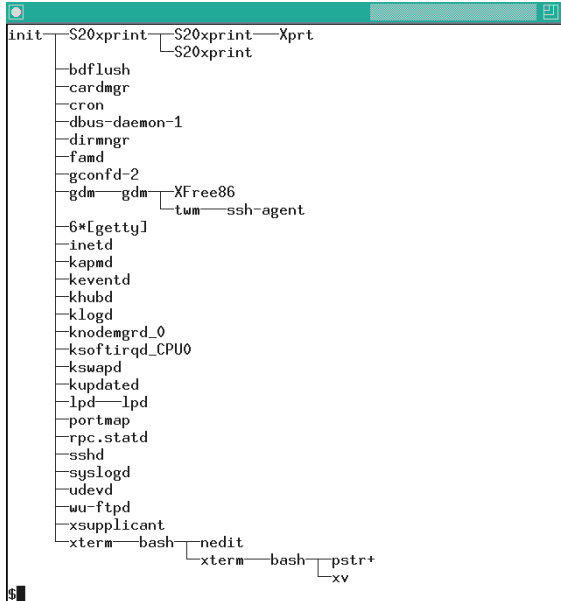 init─┬─S20xprint─┬─S20xprint───Xprt
     │           └─S20xprint
     ├─bdflush
     ├─cardmgr
     ├─cron
     ├─dbus-daemon-1
     ├─dirmngr
     ├─famd
     ├─gconfd-2
     ├─gdm───gdm─┬─XFree86
     │           └─twm───ssh-agent
     ├─6*[getty]
     ├─inetd
     ├─kapmd
     ├─keventd
     ├─khubd
     ├─klogd
     ├─knodemgrd_0
     ├─ksoftirqd_CPU0
     ├─kswapd
     ├─kupdated
     ├─lpd───lpd
     ├─portmap
     ├─rpc.statd
     ├─sshd
     ├─syslogd
     ├─udevd
     ├─wu-ftpd
     ├─xsupplicant
     └─xterm───bash─┬─nedit
                    └─xterm───bash─┬─pstr+
                                   └─xv
$